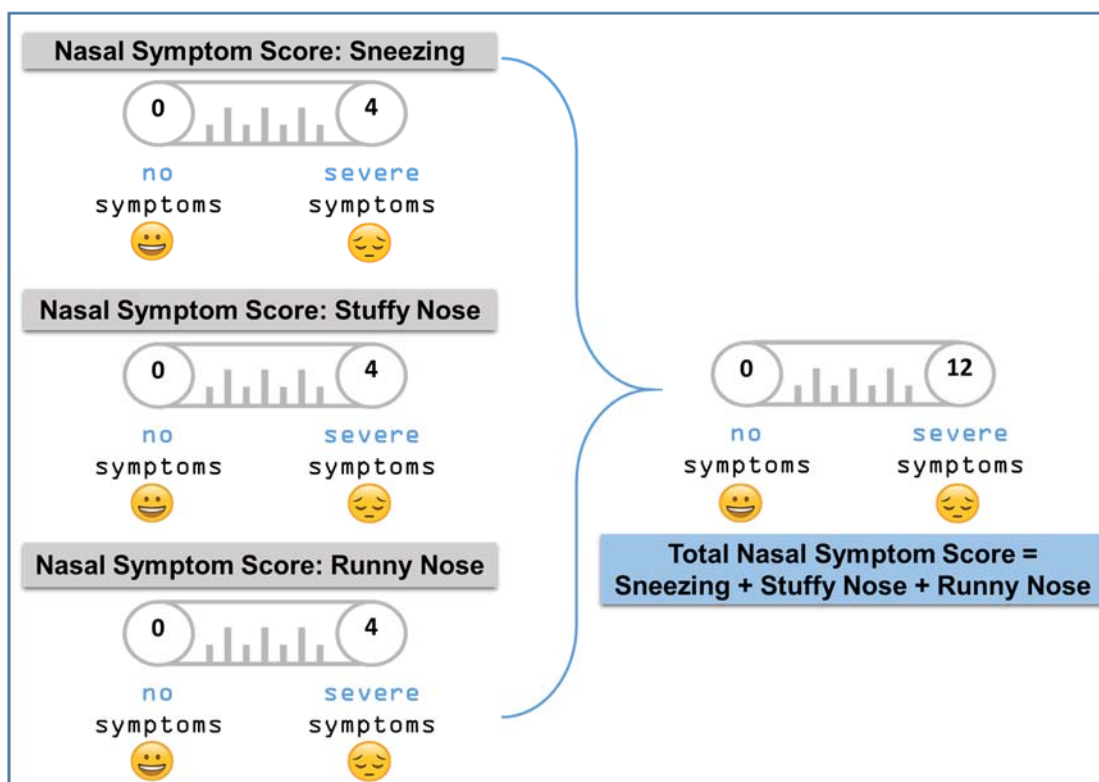 Nasal Symptom Score: Sneezing
0 4
no severe
symptoms symptoms
Nasal Symptom Score: Stuffy Nose
0 4
no severe
symptoms symptoms
Nasal Symptom Score: Runny Nose
0 4
no severe
symptoms symptoms
0 12
no severe
symptoms symptoms
Total Nasal Symptom Score =
Sneezing + Stuffy Nose + Runny Nose